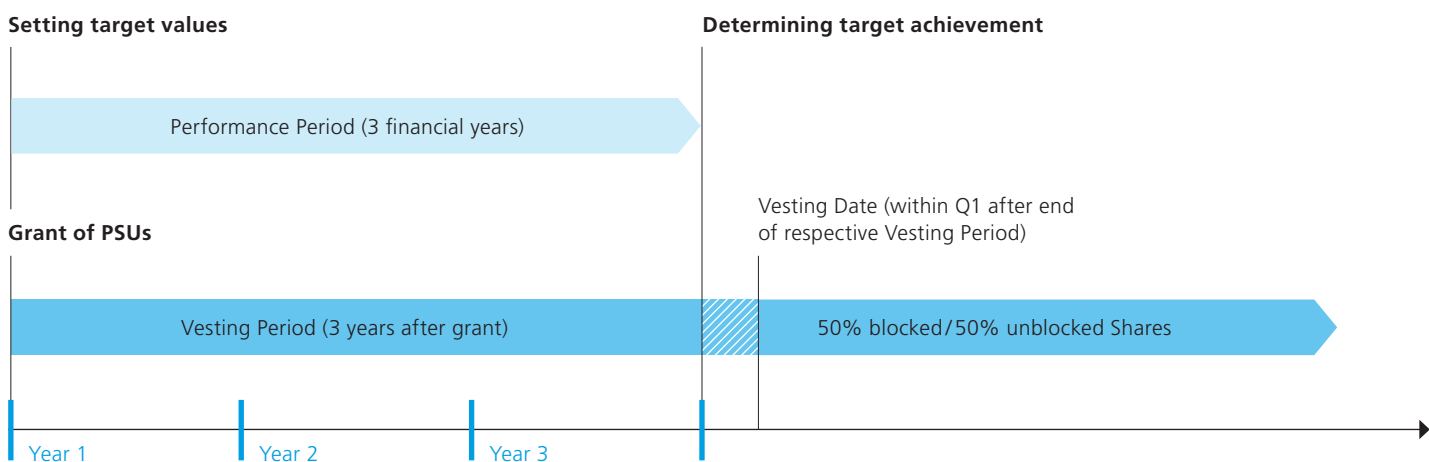 Setting target values
Determining target achievement
Performance Period (3 financial years)
Vesting Date (within Q1 after end
of respective Vesting Period)
Grant of PSUs
Vesting Period (3 years after grant)
50% blocked/50% unblocked Shares
Year 1
Year 2
Year 3